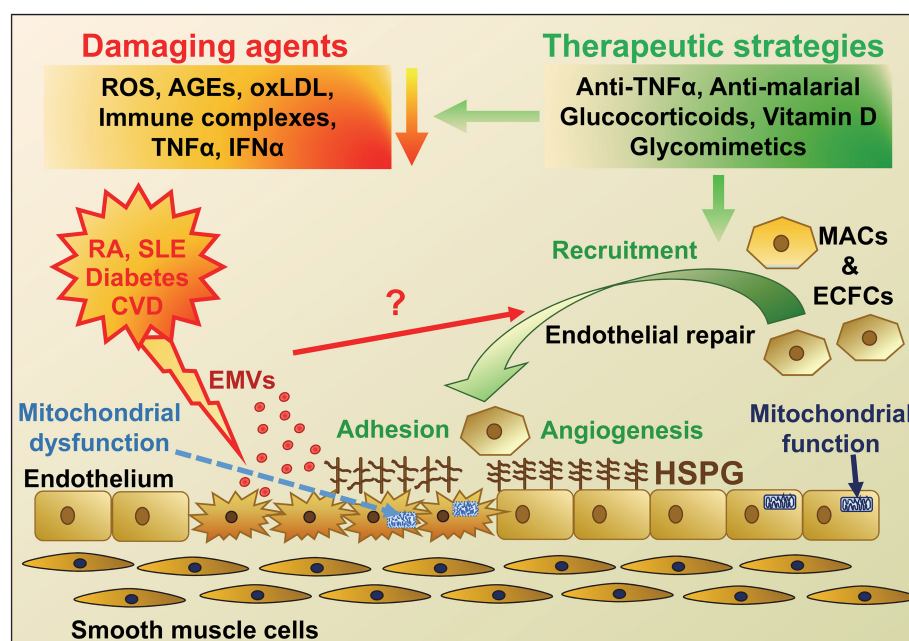 Damaging agents
ROS, AGEs, oxLDL,
Immune complexes,
TNFα, IFNα
Therapeutic strategies
Anti-TNFα, Anti-malarial
Glucocorticoids, Vitamin D
Glycomimetics
RA, SLE
Diabetes
CVD
?
Recruitment
MACs
&
ECFCs
Endothelial repair
EMVs
Mitochondrial
dysfunction
Adhesion
Angiogenesis
Mitochondrial
function
Endothelium
HSPG
Smooth muscle cells